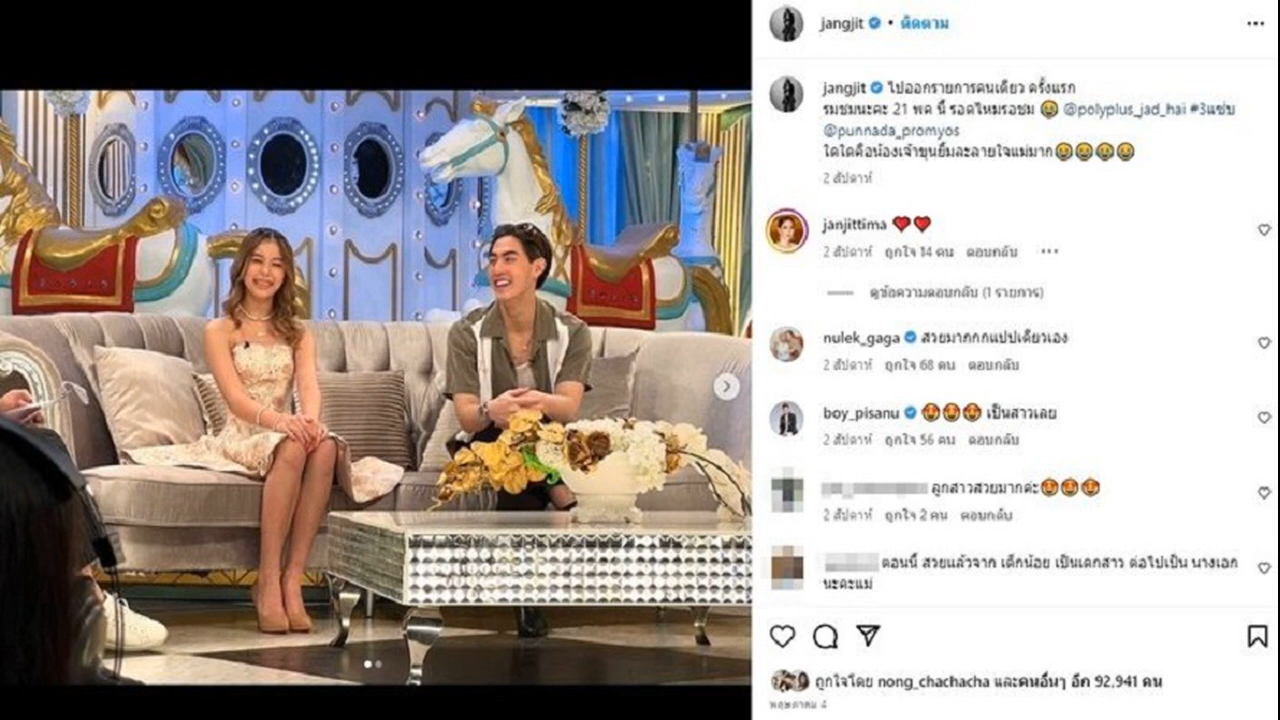 jangjit • ติดตาม
jangjit ไปออกรายการคนเดียว ครั้งแรก
รมชมนะคะ 21 พค นี้ รอดไหมรอชม 😂 @polyplus_jad_hai #3แซ่บ
@punnada_promyos
โตโตคือน้องเจ้าขุนยิ้มละลายใจแม่มาก😂😂😂😂
2 สัปดาห์
janjittima ❤❤
2 สัปดาห์ ถูกใจ 14 คน ตอบกลับ •••
ดูข้อความตอบกลับ (1 รายการ)
nulek_gaga สวยมากกกแปปเดียวเอง
2 สัปดาห์ ถูกใจ 68 คน ตอบกลับ
boy_pisanu 🤩🤩🤩 เป็นสาวเลย
2 สัปดาห์ ถูกใจ 56 คน ตอบกลับ
ลูกสาวสวยมากค่ะ🤩🤩🤩
2 สัปดาห์ ถูกใจ 2 คน ตอบกลับ
ตอนนี้ สวยแล้วจาก เด็กน้อย เป็นเดกสาว ต่อไปเป็น นางเอก
นะคะแม่
ถูกใจโดย nong_chachacha และคนอื่นๆ อีก 92,941 คน
พฤษภาคม 4